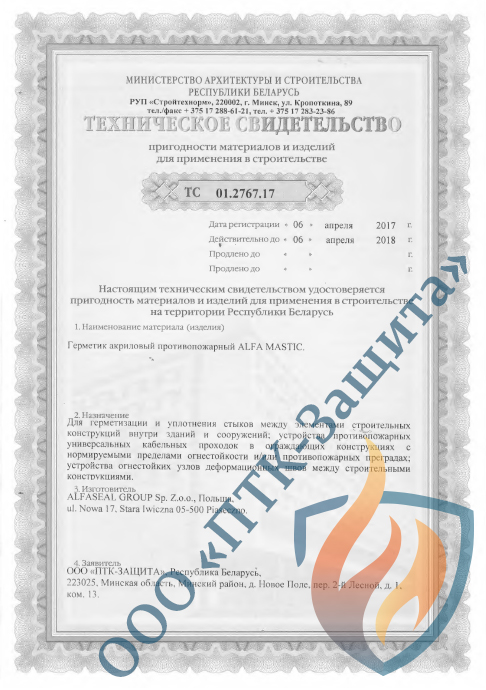 МИНИСТЕРСТВО АРХИТЕКТУРЫ И СТРОИТЕЛЬСТВА
РЕСПУБЛИКИ БЕЛАРУСЬ
РУП «Стройтехнорм», 220002, г. Минск, ул. Кропоткина, 89
тел./факс + 375 17 288-61-21, тел. + 375 17 283-23-86
ТЕХНИЧЕСКОЕ СВИДЕТЕЛЬСТВО
пригодности материалов и изделий
для применения в строительстве
ТС 01.2767.17
Дата регистрации « 06 » апреля 2017 г.
Действительно до « 06 » апреля 2018 г.
Продлено до « » г.
Продлено до « » г.
Настоящим техническим свидетельством удостоверяется
пригодность материалов и изделий для применения в строительстве
на территории Республики Беларусь
1. Наименование материала (изделия)
Герметик акриловый противопожарный ALFA MASTIC.
2. Назначение
Для герметизации и уплотнения стыков между элементами строительных
конструкций внутри зданий и сооружений; устройства противопожарных
универсальных кабельных проходок в ограждающих конструкциях с
нормируемыми пределами огнестойкости и/или противопожарных преградах;
устройства огнестойких узлов деформационных швов между строительными
конструкциями.
3. Изготовитель
ALFASEAL GROUP Sp. Z.o.o., Польша,
ul. Nowa 17, Stara Iwiczna 05-500 Piaseczno.
4. Заявитель
ООО «ПТК-ЗАЩИТА», Республика Беларусь,
223025, Минская область, Минский район, д. Новое Поле, пер. 2-й Лесной, д. 1,
ком. 13.
ООО «ПТК-Защита»